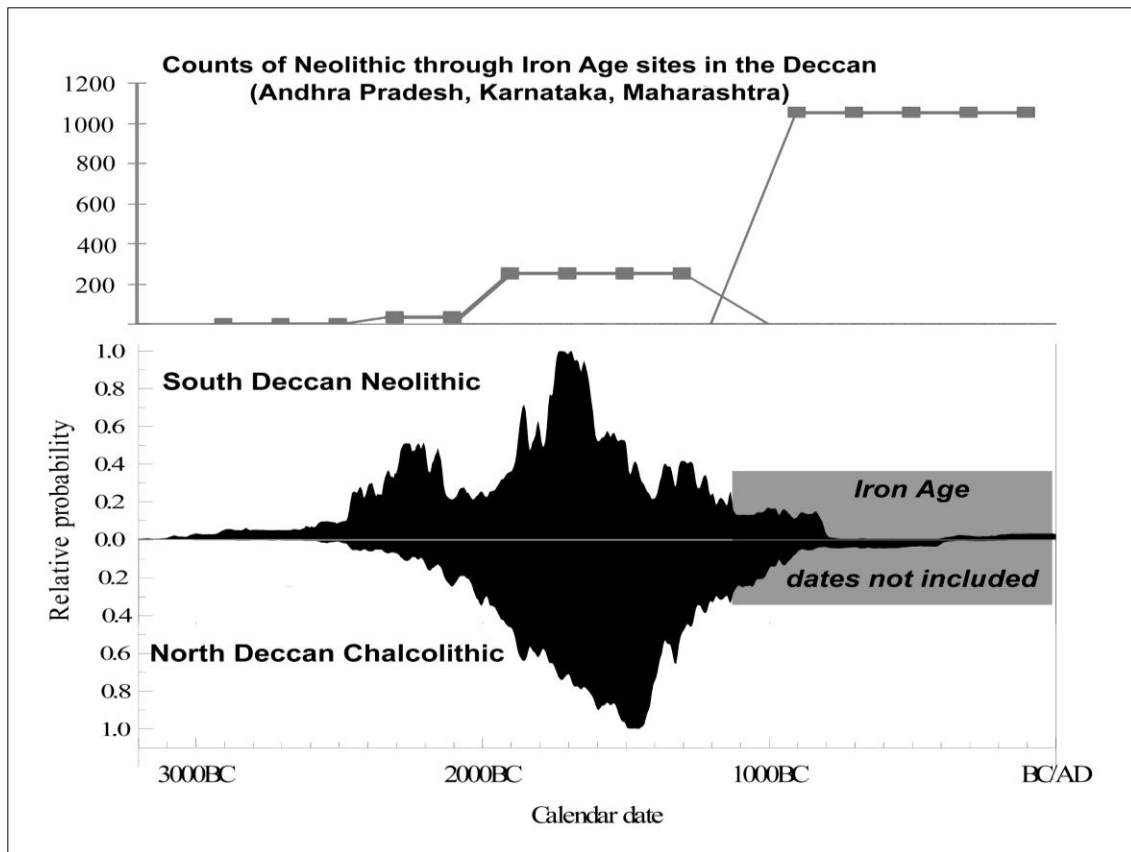 Counts of Neolithic through Iron Age sites in the Deccan
(Andhra Pradesh, Karnataka, Maharashtra)
1200
1000
800
600
400
200
1.0
South Deccan Neolithic
0.8
0.6
0.4
0.2
0.0
0.2
0.4
0.6
0.8
1.0
Relative probability
Iron Age
dates not included
North Deccan Chalcolithic
3000BC
2000BC
1000BC
BC/AD
Calendar date